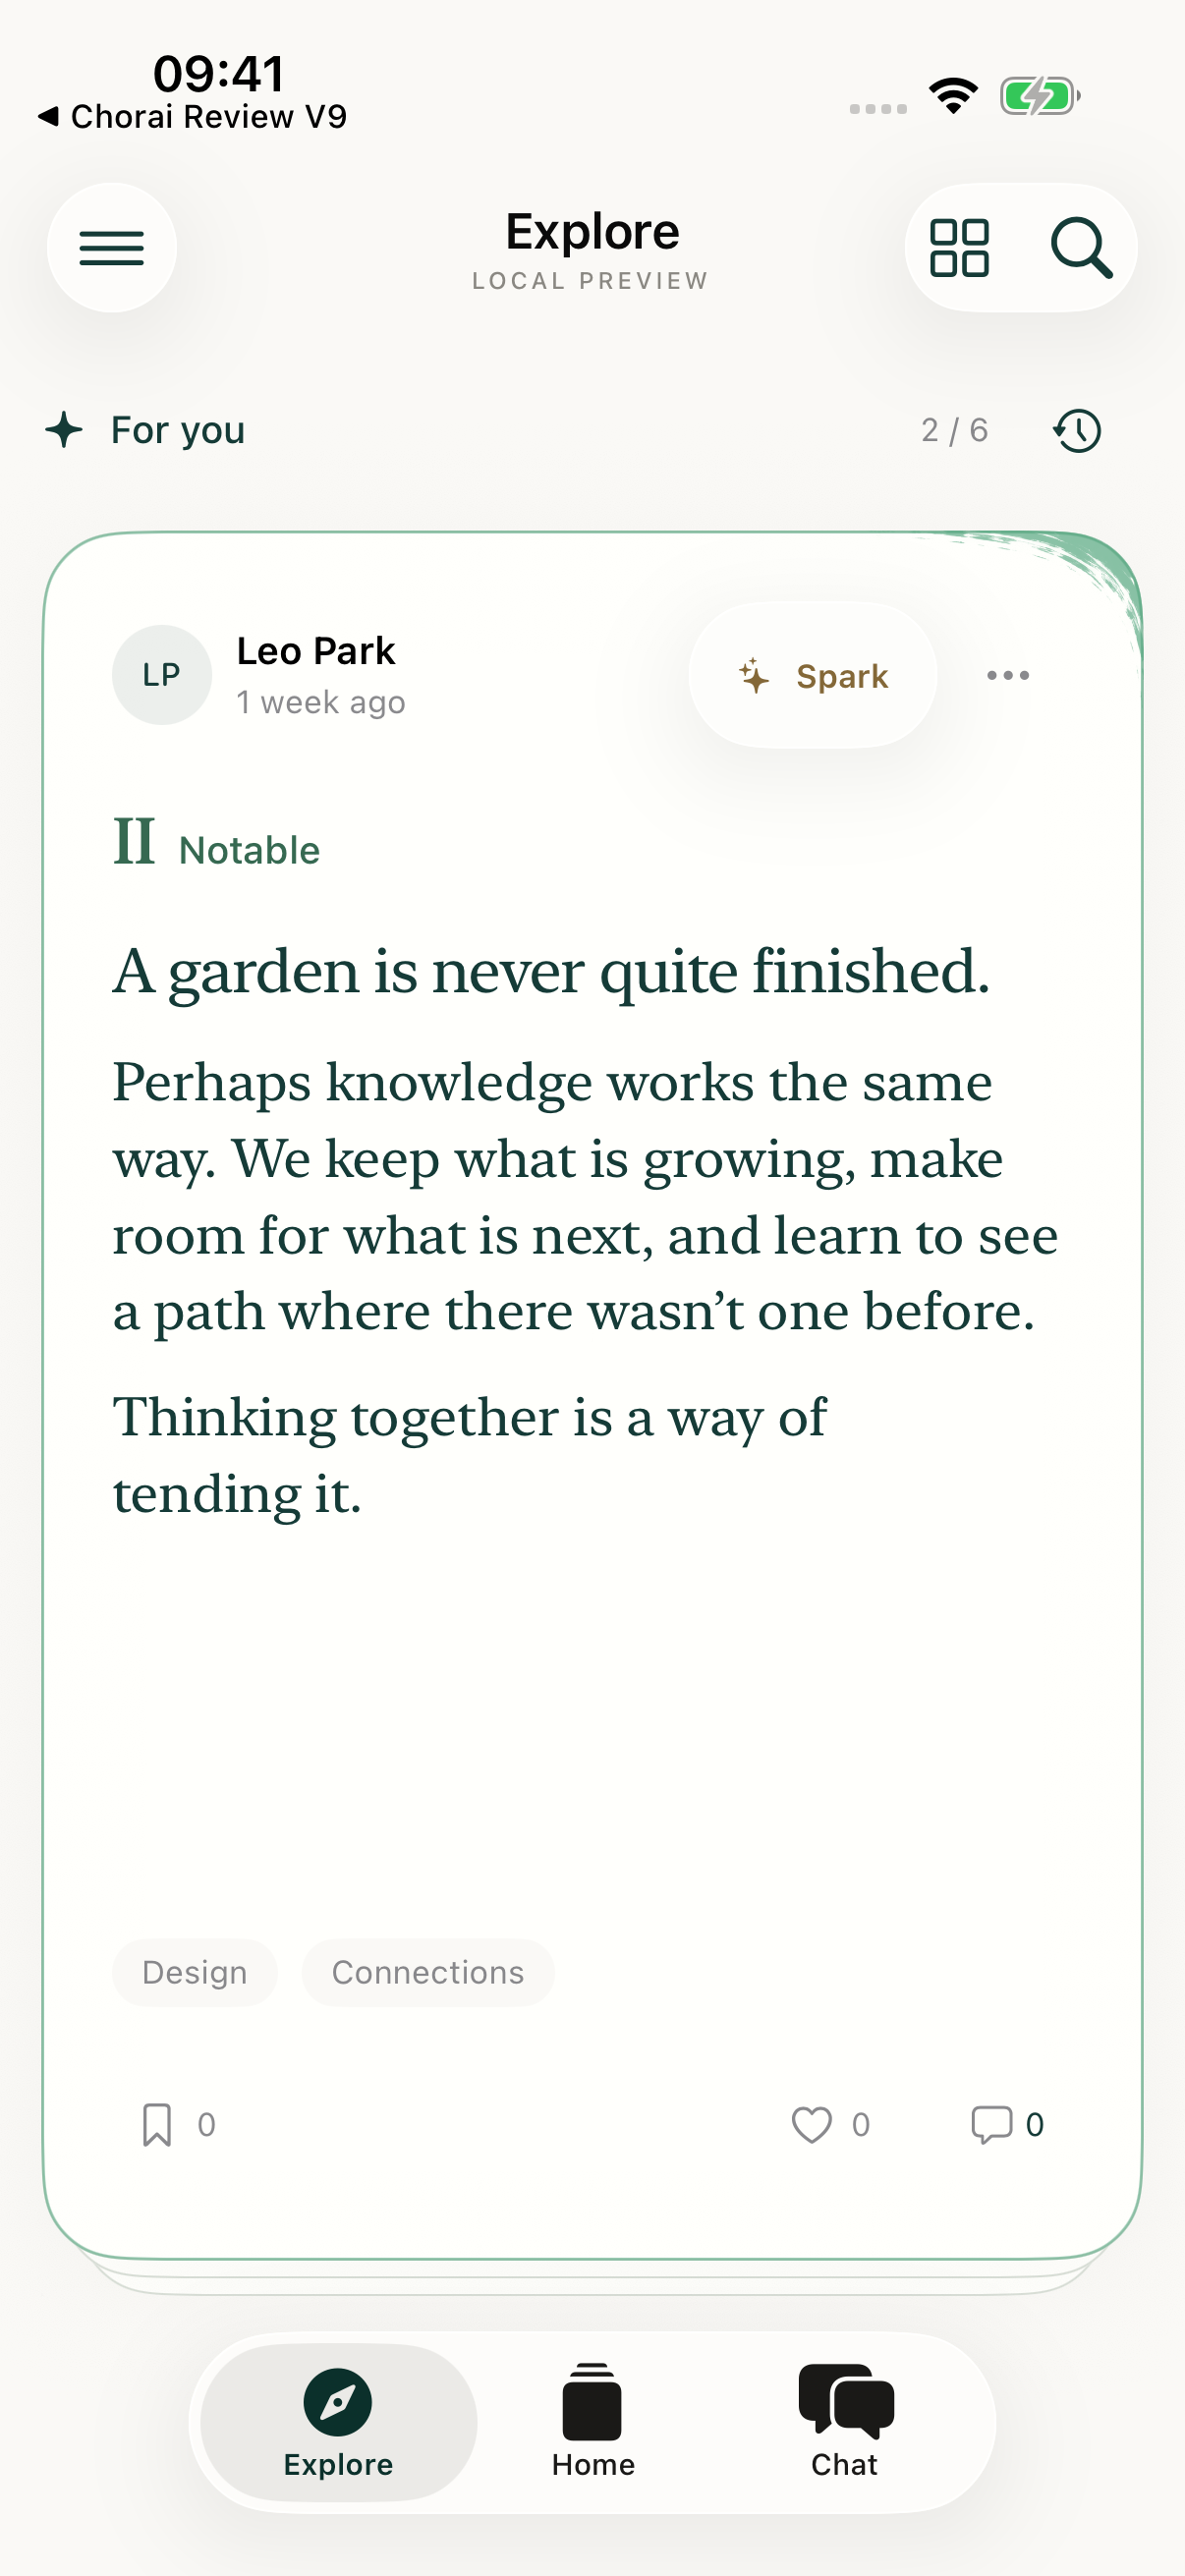 09:41
◀ Chorai Review V9
Explore
LOCAL PREVIEW
For you
2 / 6
LP
Leo Park
1 week ago
Spark
II Notable
A garden is never quite finished.
Perhaps knowledge works the same
way. We keep what is growing, make
room for what is next, and learn to see
a path where there wasn’t one before.
Thinking together is a way of
tending it.
Design
Connections
0
0
0
Explore
Home
Chat